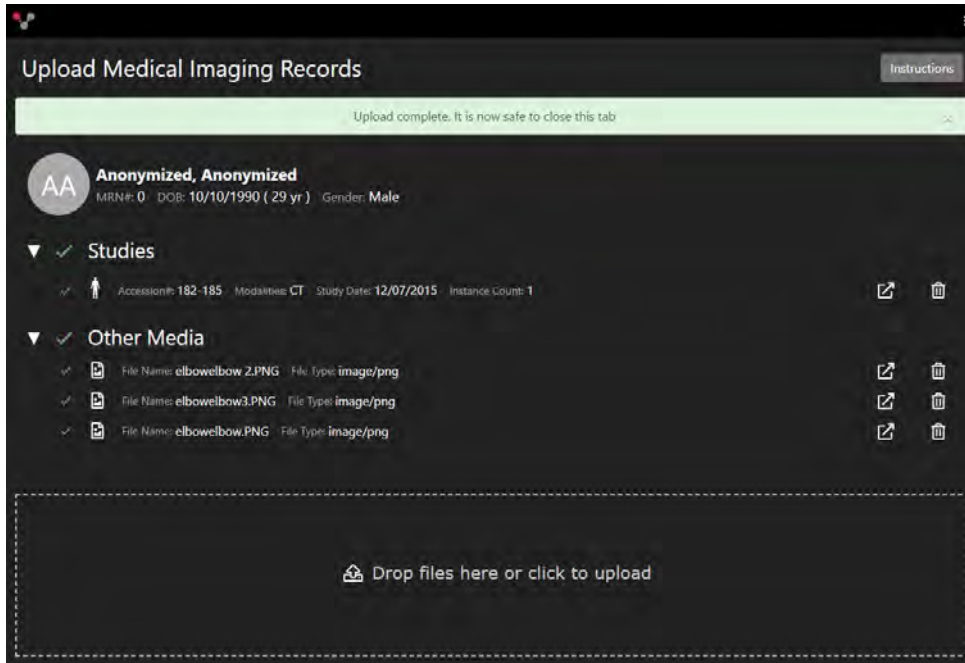 Upload Medical Imaging Records
Instructions
Upload complete. It is now safe to close this tab
AA
Anonymized, Anonymized
MRN#: 0 DOB: 10/10/1990 ( 29 yr ) Gender: Male
Studies
Accession#: 182-185 Modalities: CT Study Date: 12/07/2015 Instance Count: 1
Other Media
File Name: elbowelbow 2.PNG File Type: image/png
File Name: elbowelbow3.PNG File Type: image/png
File Name: elbowelbow.PNG File Type: image/png
Drop files here or click to upload